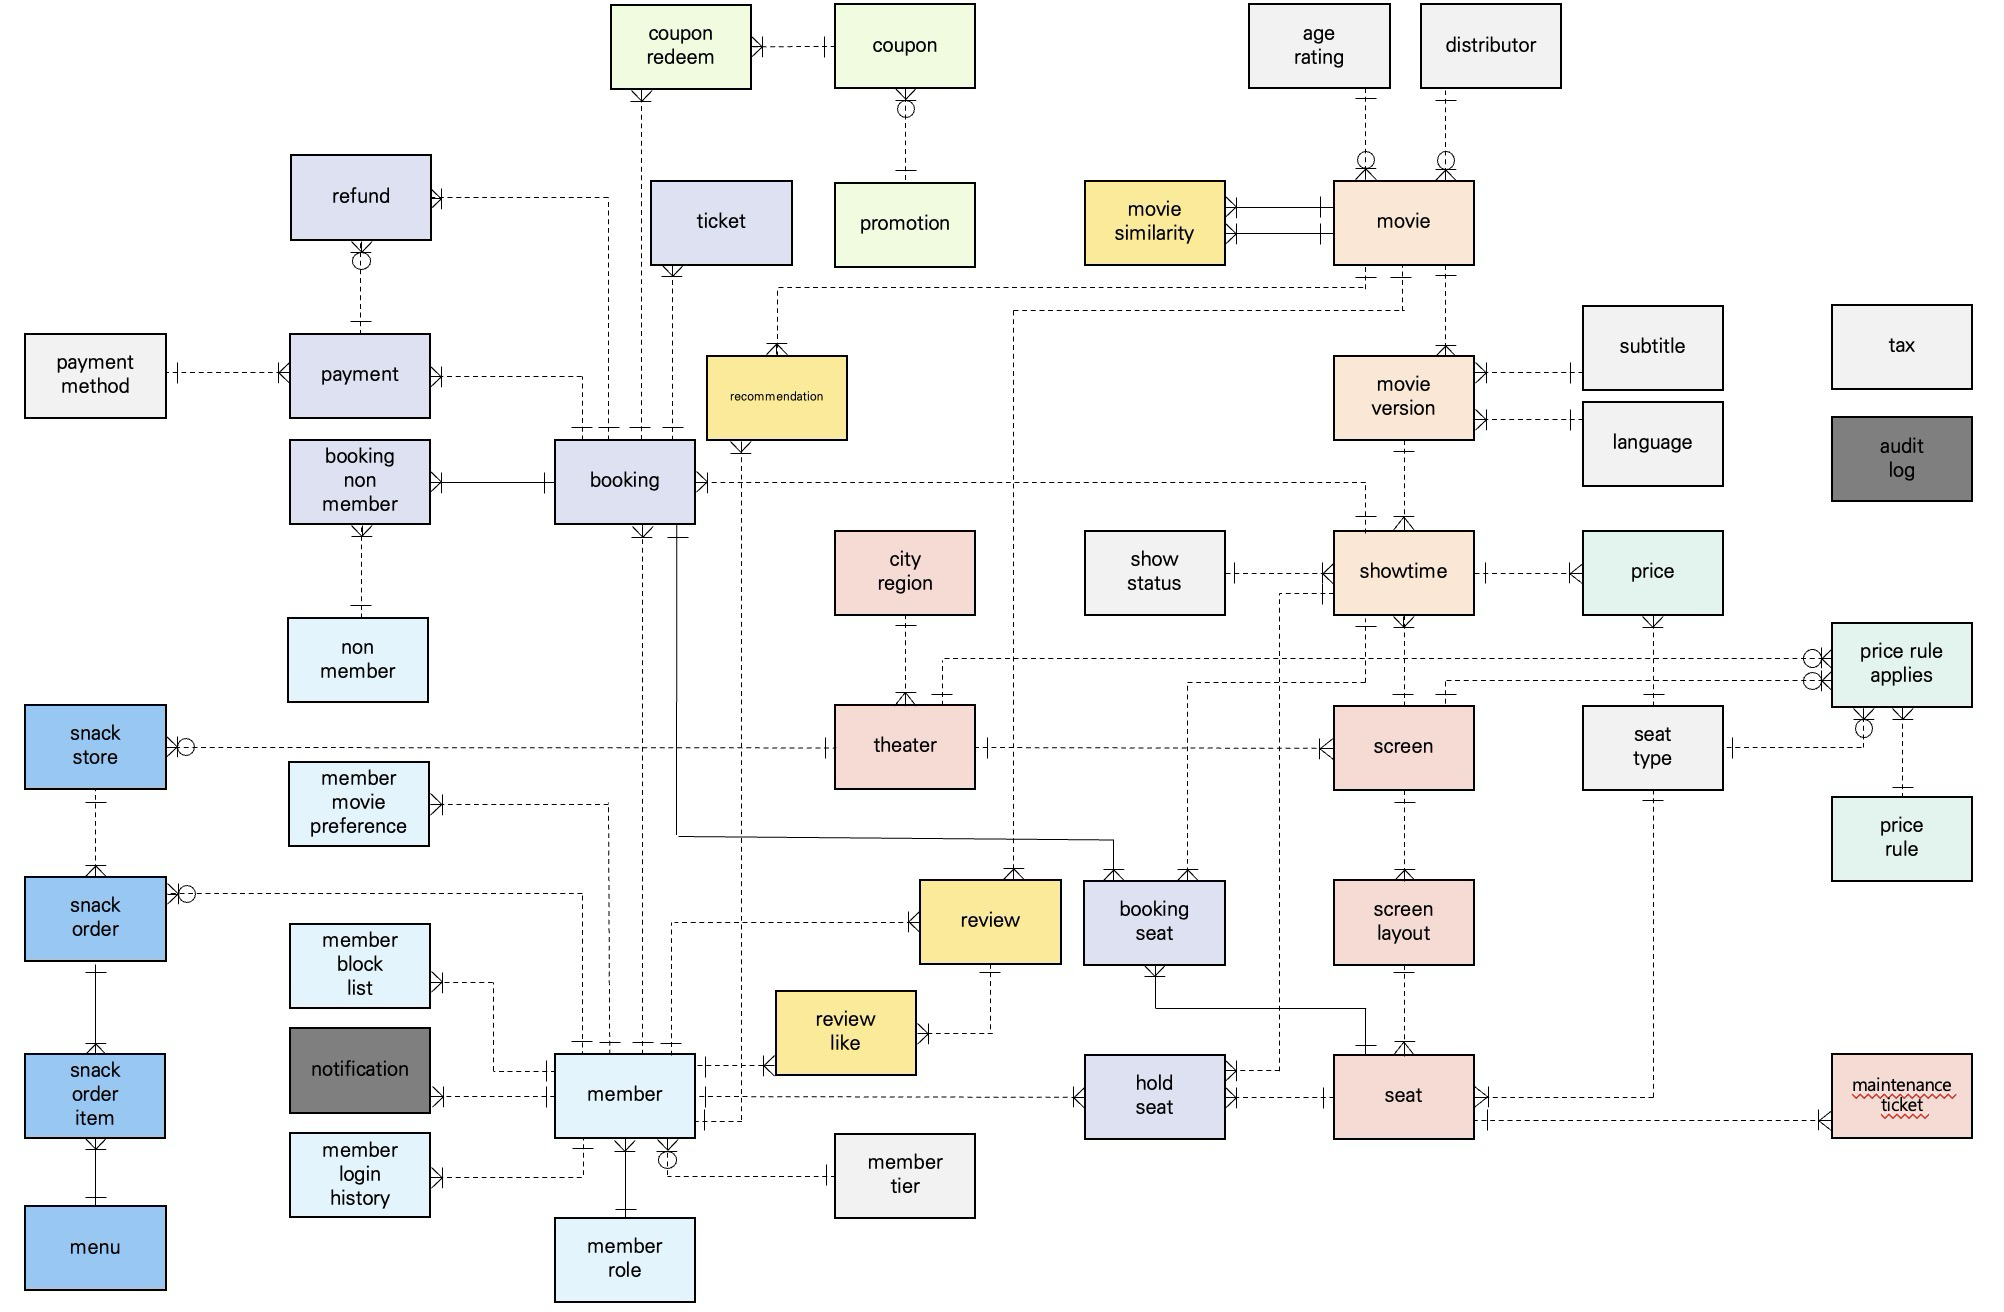 coupon
redeem
coupon
age
rating
distributor
refund
ticket
promotion
movie
similarity
movie
payment
method
payment
recommendation
movie
version
subtitle
tax
language
booking
non
member
booking
audit
log
city
region
show
status
showtime
price
non
member
price rule
applies
snack
store
theater
screen
seat
type
member
movie
preference
price
rule
snack
order
member
block
list
review
booking
seat
screen
layout
snack
order
item
notification
member
review
like
hold
seat
seat
maintenance
ticket
member
login
history
member
tier
menu
member
role